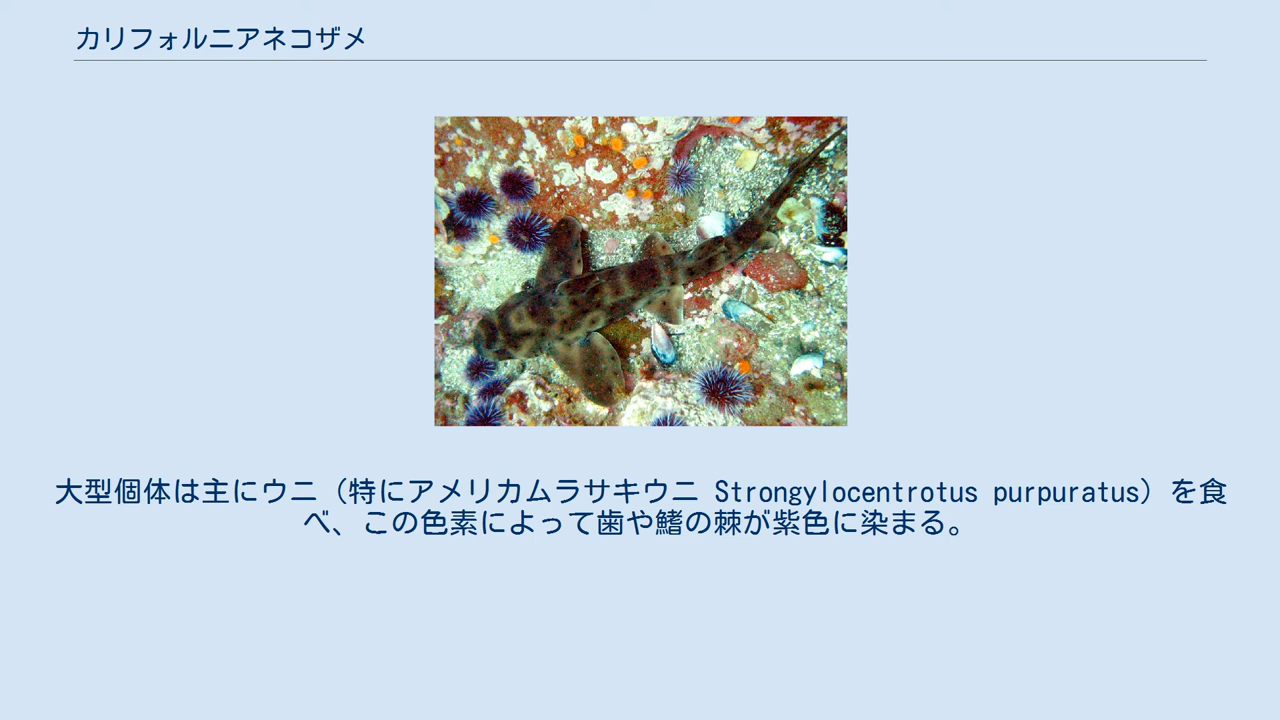 カリフォルニアネコザメ
大型個体は主にウニ（特にアメリカムラサキウニ Strongylocentrotus purpuratus）を食
べ、この色素によって歯や鰭の棘が紫色に染まる。